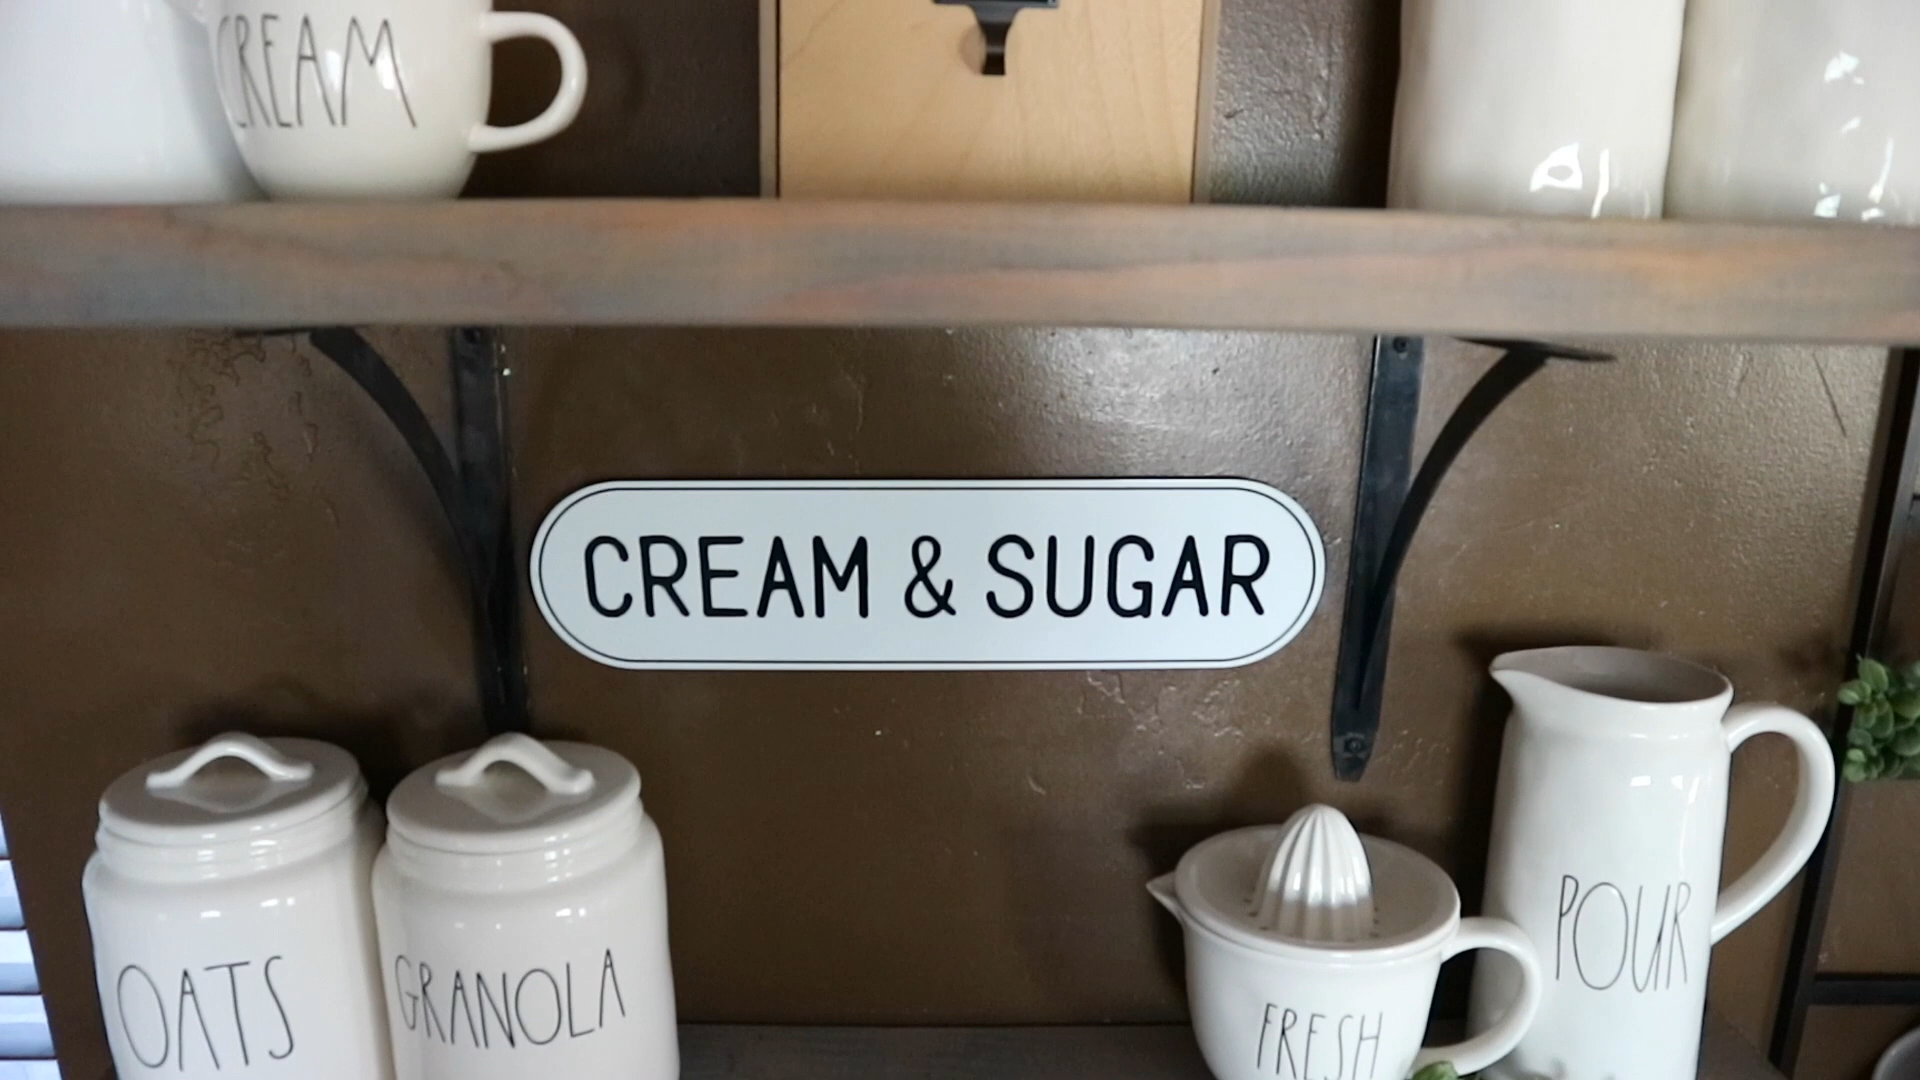 CREAM
CREAM & SUGAR
OATS
GRANOLA
FRESH
POUR